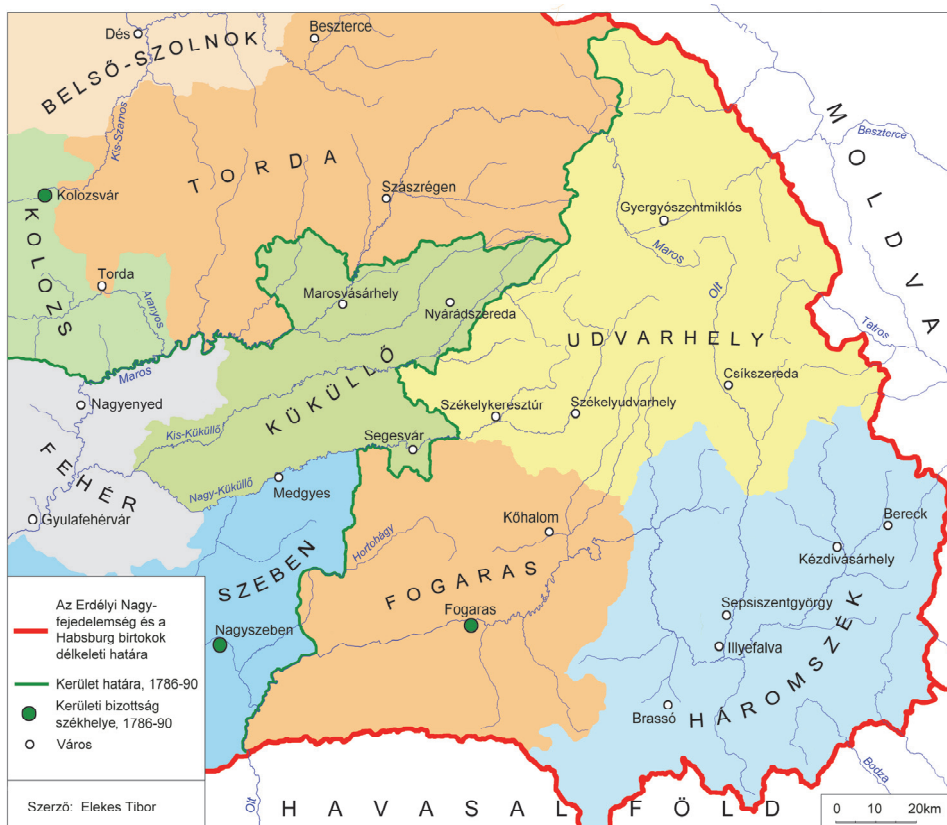 Dés
Beszterce
BELSŐ-SZOLNOK
Kis-Szamos
TORDA
MOLDVA
Beszterce
Kolozsvár
Szászrégen
Gyergyószentmiklós
KOLOZS
Maros
Olt
Torda
Aranyos
Marosvásárhely
Nyárádszereda
Tatros
UDVARHELY
KÜKÜLLŐ
Maros
Csíkszereda
Nagyenyed
Székelykeresztúr
Székelyudvarhely
Kis-Küküllő
Segesvár
FEHÉR
Nagy-Küküllő
Medgyes
Gyulafehérvár
Kőhalom
Bereck
Hortobágy
Kézdivásárhely
SZEBEN
FOGARAS
Fogaras
Sepsiszentgyörgy
Nagyszeben
Illyefalva
HÁROMSZÉK
Brassó
Bodza
Olt
HAVASALFÖLD
Az Erdélyi Nagy-
fejedelemség és a
Habsburg birtokok
délkeleti határa
Kerület határa, 1786-90
Kerületi bizottság
székhelye, 1786-90
Város
Szerző: Elekes Tibor
0 10 20km